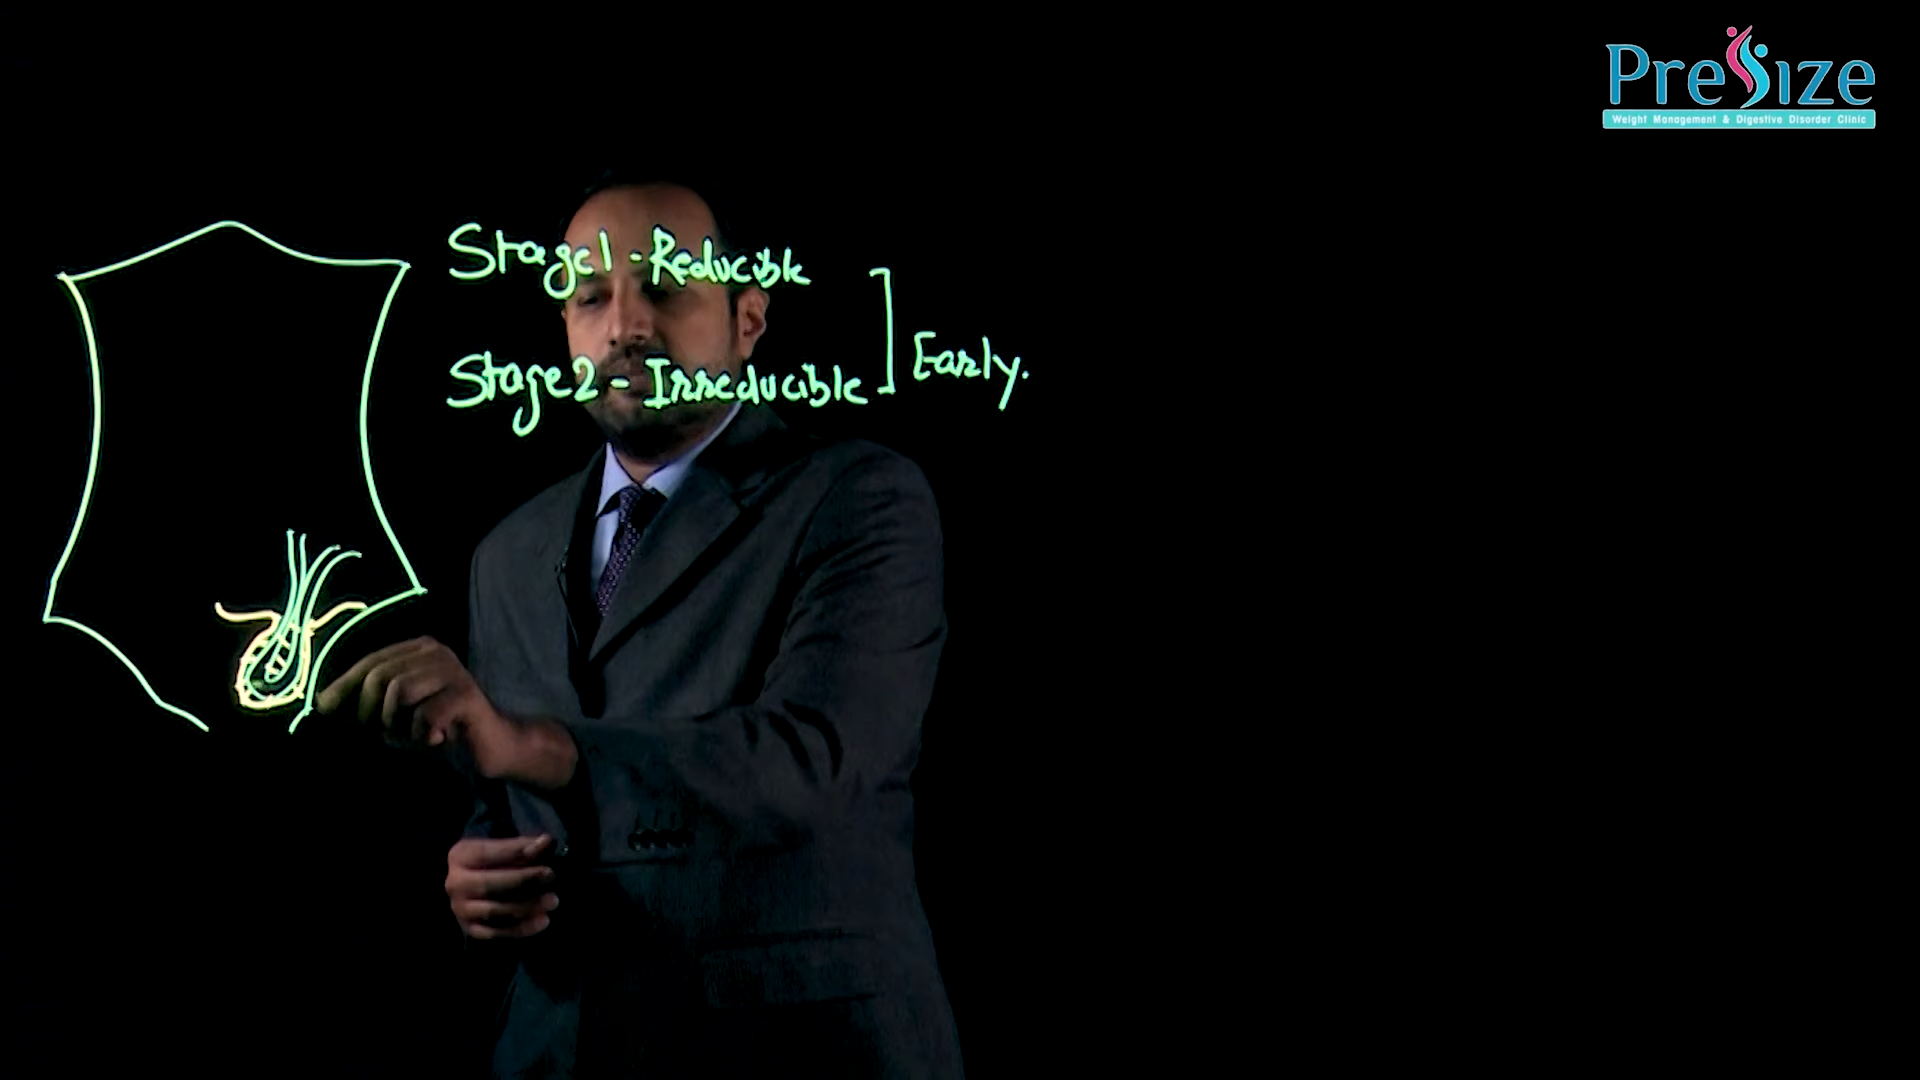 PreSize
Weight Management & Digestive Disorder Clinic
Stage1 - Reducible
Stage2 - Irreducible
Early.